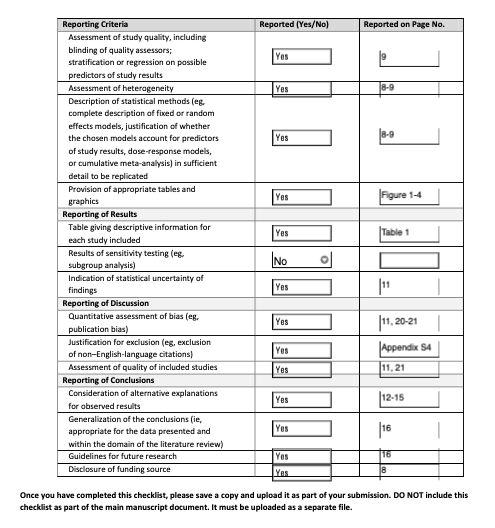 Reporting Criteria Reported (Yes/No) Reported on Page No.
Assessment of study quality, including
blinding of quality assessors;
stratification or regression on possible
predictors of study results
Yes 9
Assessment of heterogeneity Yes 8-9
Description of statistical methods (eg,
complete description of fixed or random
effects models, justification of whether
the chosen models account for predictors
of study results, dose-response models,
or cumulative meta-analysis) in sufficient
detail to be replicated
Yes 8-9
Provision of appropriate tables and
graphics
Yes Figure 1-4
Reporting of Results
Table giving descriptive information for
each study included
Yes Table 1
Results of sensitivity testing (eg,
subgroup analysis)
No
Indication of statistical uncertainty of
findings
Yes 11
Reporting of Discussion
Quantitative assessment of bias (eg,
publication bias)
Yes 11, 20-21
Justification for exclusion (eg, exclusion
of non–English-language citations)
Yes Appendix S4
Assessment of quality of included studies Yes 11, 21
Reporting of Conclusions
Consideration of alternative explanations
for observed results
Yes 12-15
Generalization of the conclusions (ie,
appropriate for the data presented and
within the domain of the literature review)
Yes 16
Guidelines for future research Yes 16
Disclosure of funding source Yes 8
Once you have completed this checklist, please save a copy and upload it as part of your submission. DO NOT include this
checklist as part of the main manuscript document. It must be uploaded as a separate file.